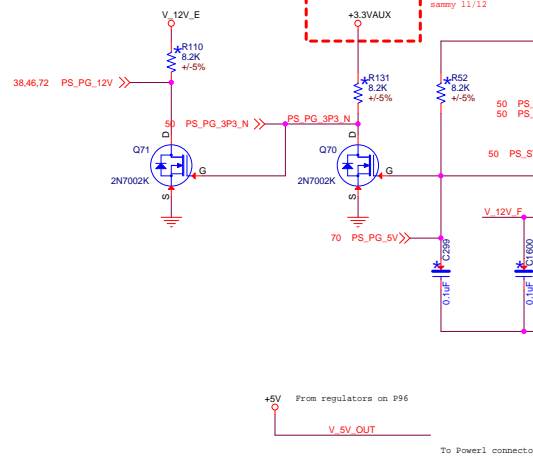 sammy 11/12
V_12V_E
+3.3VAUX
R110
8.2K
+/-5%
R131
8.2K
+/-5%
R52
8.2K
+/-5%
38,46,72 PS_PG_12V
50 PS_
50 PS_
50 PS_PG_3P3_N
PS_PG_3P3_N
D
D
Q71
G
Q70
G
50 PS_S
2N7002K
2N7002K
S
S
V_12V_F
70 PS_PG_5V
C299
0.1uF
C1600
0.1uF
+5V
From regulators on P96
V_5V_OUT
To Power1 connecto